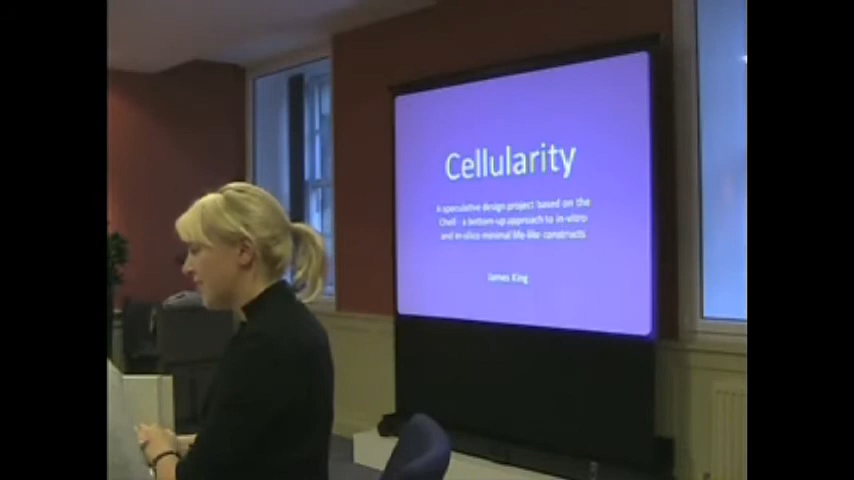 Cellularity
A speculative design project based on the
Chell - a bottom-up approach to in-vitro
and in-silico minimal life-like constructs
James King